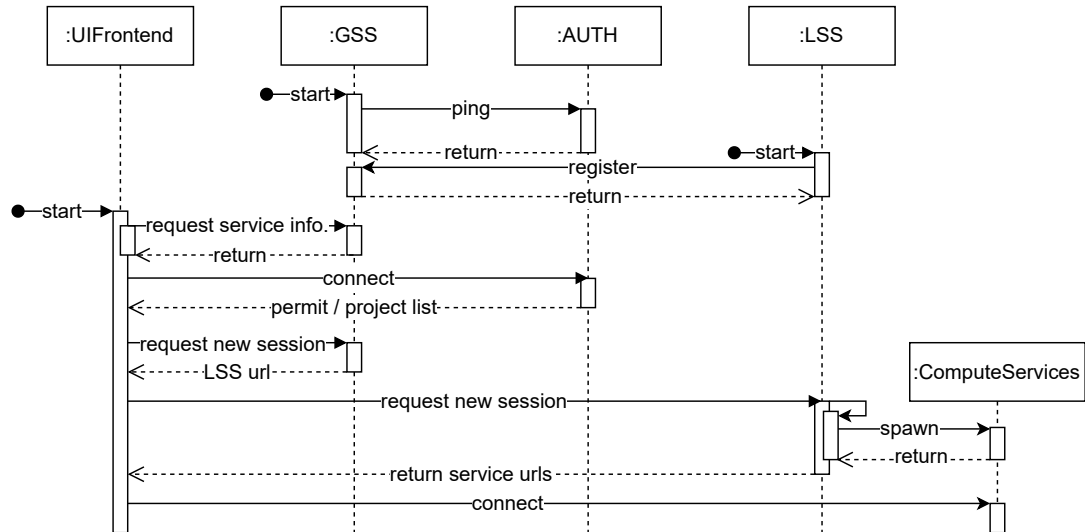 :UIFrontend
:GSS
:AUTH
:LSS
start
ping
return
start
register
return
start
request service info.
return
connect
permit / project list
request new session
LSS url
:ComputeServices
request new session
spawn
return
return service urls
connect